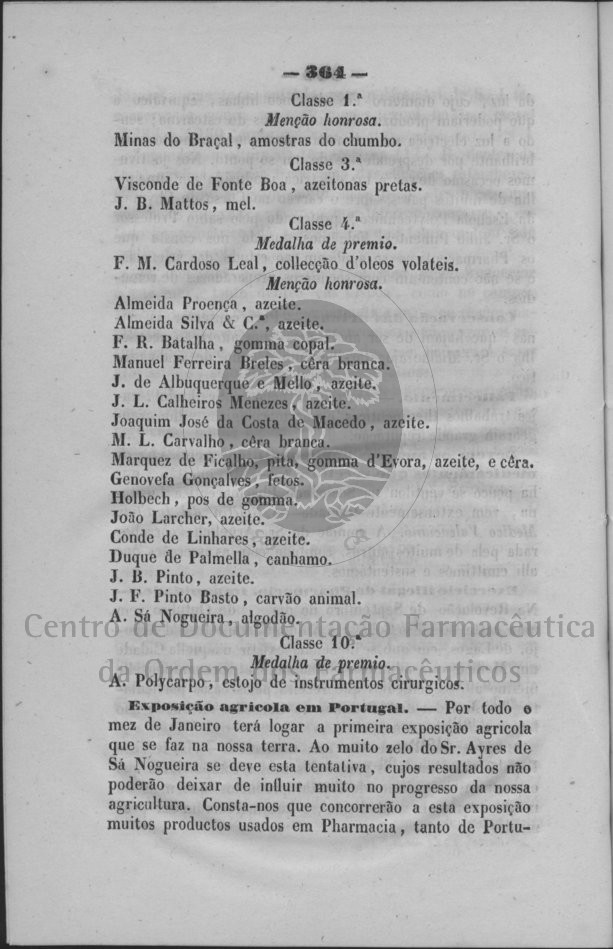 — 364 —
Classe 1.ª
Menção honrosa.
Minas do Braçal, amostras do chumbo.
Classe 3.ª
Visconde de Fonte Boa, azeitonas pretas.
J. B. Mattos, mel.
Classe 4.ª
Medalha de premio.
F. M. Cardoso Leal, collecção d'oleos volateis.
Menção honrosa.
Almeida Proença, azeite.
Almeida Silva & C.ª, azeite.
F. R. Batalha, gomma copal.
Manuel Ferreira Breles, cêra branca.
J. de Albuquerque e Mello, azeite.
J. L. Calheiros Menezes, azeite.
Joaquim José da Costa de Macedo, azeite.
M. L. Carvalho, cêra branca.
Marquez de Ficalho, pita, gomma d'Evora, azeite, e cêra.
Genovefa Gonçalves, fetos.
Holbech, pos de gomma.
João Larcher, azeite.
Conde de Linhares, azeite.
Duque de Palmella, canhamo.
J. B. Pinto, azeite.
J. F. Pinto Basto, carvão animal.
A. Sá Nogueira, algodão.
Centro de Documentação Farmacêutica
Classe 10.ª
Medalha de premio.
da Ordem dos Farmacêuticos
A. Polycarpo, estojo de instrumentos cirurgicos.
Exposição agricola em Portugal. — Por todo o
mez de Janeiro terá logar a primeira exposição agricola
que se faz na nossa terra. Ao muito zelo do Sr. Ayres de
Sá Nogueira se deve esta tentativa, cujos resultados não
poderão deixar de influir muito no progresso da nossa
agricultura. Consta-nos que concorrerão a esta exposição
muitos productos usados em Pharmacia, tanto de Portu-